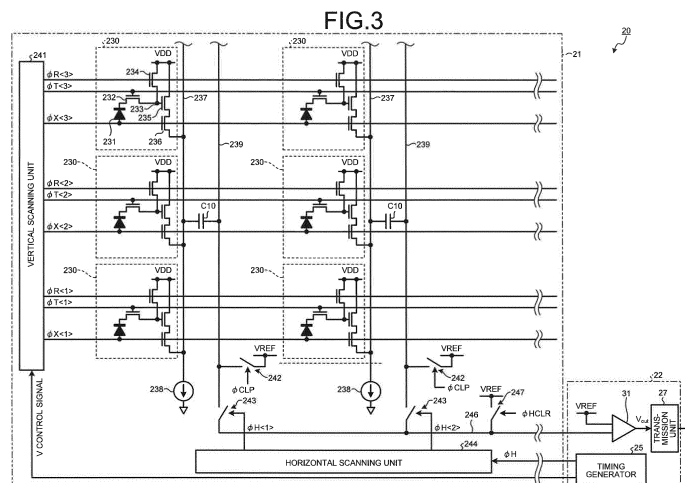 FIG.3
20
241
230
VDD
230
VDD
21
234
φR<3>
φT<3>
232
233
237
237
235
φX<3>
231
236
239
239
230
VDD
230
VDD
φR<2>
φT<2>
C10
C10
φX<2>
230
VDD
230
VDD
φR<1>
φT<1>
φX<1>
VERTICAL SCANNING UNIT
VREF
VREF
242
242
238
φCLP
238
φCLP
VREF
247
243
243
φHCLR
246
φH<1>
φH<2>
244
HORIZONTAL SCANNING UNIT
φH
V CONTROL SIGNAL
22
VREF
31
27
Vout
TRANS-
MISSION
UNIT
25
TIMING
GENERATOR